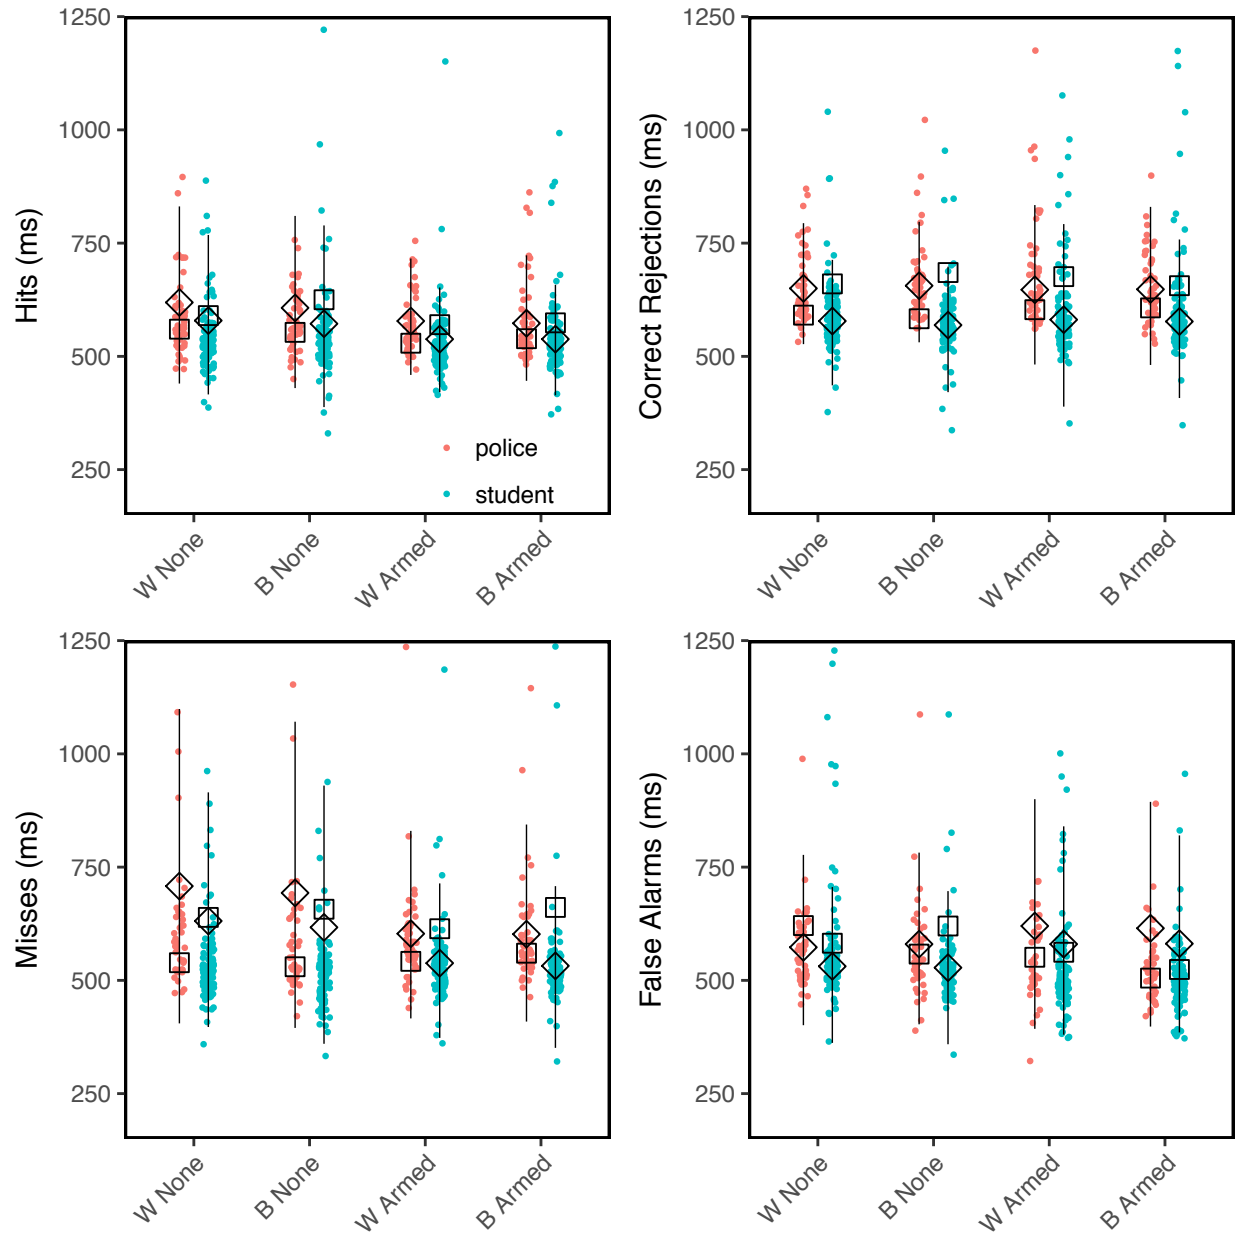 Hits (ms)
1250
1000
750
500
250
police
student
W None
B None
W Armed
B Armed
Correct Rejections (ms)
1250
1000
750
500
250
W None
B None
W Armed
B Armed
Misses (ms)
1250
1000
750
500
250
W None
B None
W Armed
B Armed
False Alarms (ms)
1250
1000
750
500
250
W None
B None
W Armed
B Armed